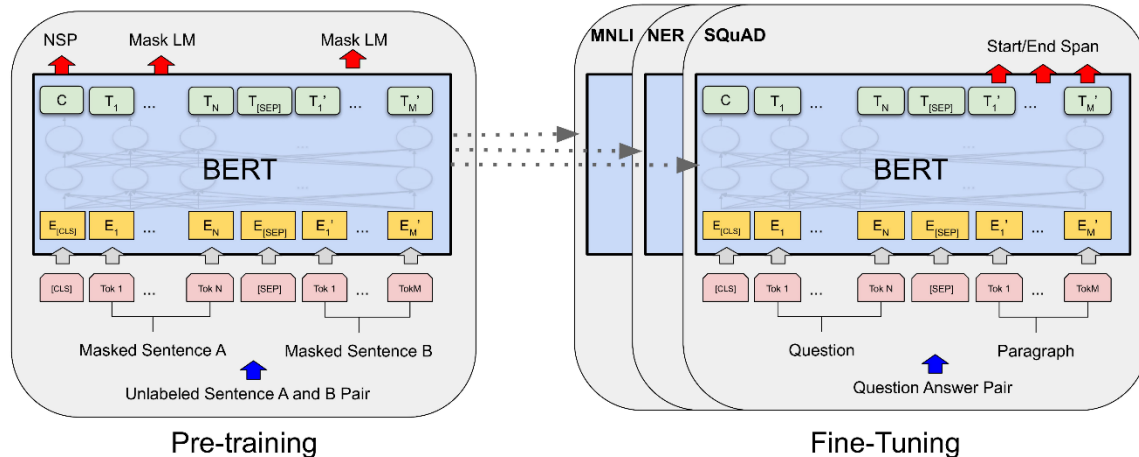 NSP Mask LM Mask LM
C T1 ... TN T[SEP] T1' ... TM'
...
BERT
...
E[CLS] E1 ... EN E[SEP] E1' ... EM'
[CLS] Tok 1 ... Tok N [SEP] Tok 1 ... TokM
Masked Sentence A Masked Sentence B
Unlabeled Sentence A and B Pair
Pre-training
MNLI NER SQuAD
Start/End Span
C T1 ... TN T[SEP] T1' ... TM'
...
BERT
...
E[CLS] E1 ... EN E[SEP] E1' ... EM'
[CLS] Tok 1 ... Tok N [SEP] Tok 1 ... TokM
Question Paragraph
Question Answer Pair
Fine-Tuning